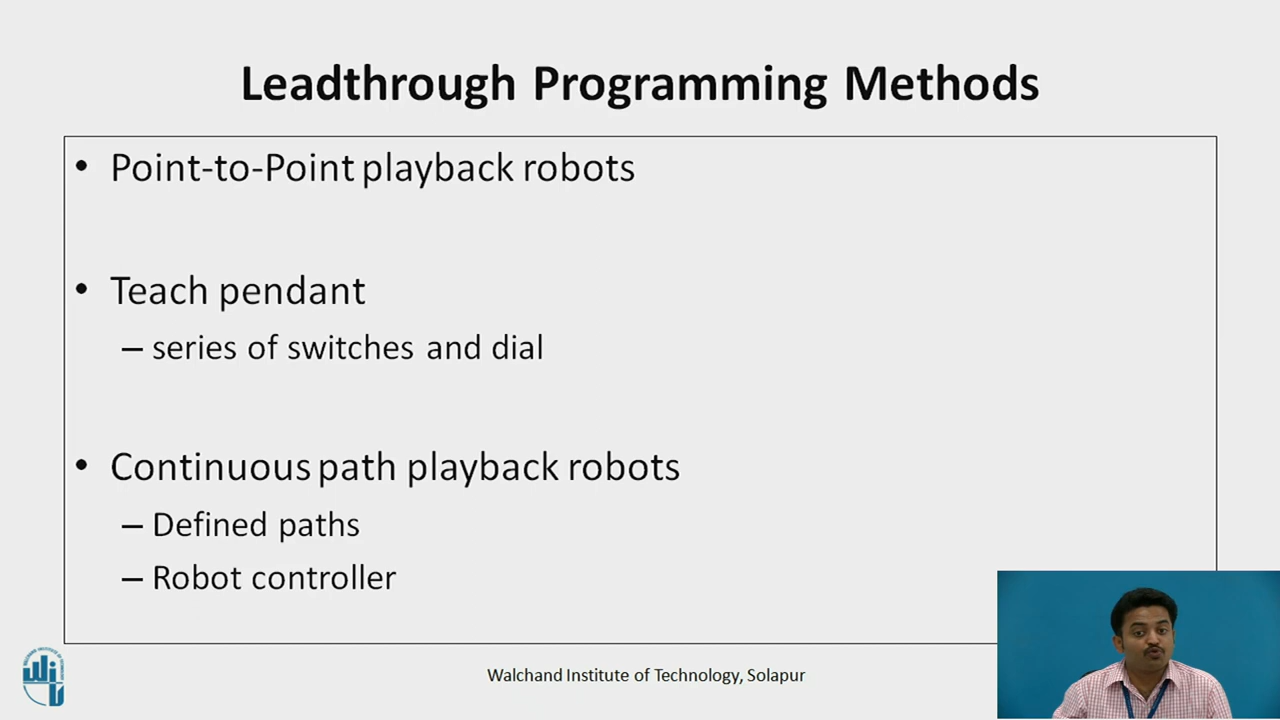 Leadthrough Programming Methods
• Point-to-Point playback robots
• Teach pendant
– series of switches and dial
• Continuous path playback robots
– Defined paths
– Robot controller
Walchand Institute of Technology, Solapur